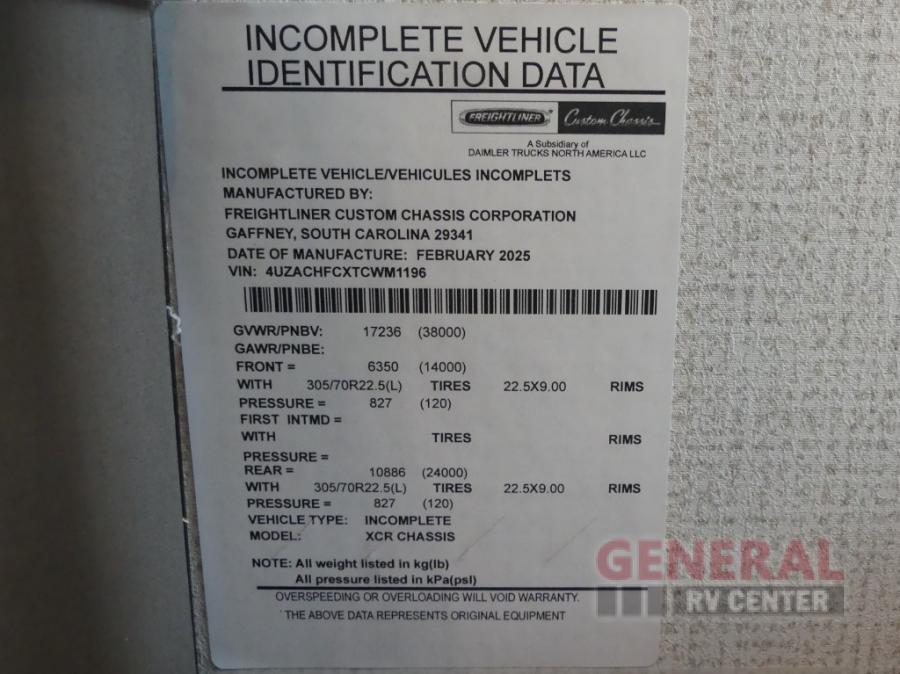 INCOMPLETE VEHICLE
IDENTIFICATION DATA
FREIGHTLINER Custom Chassis
A Subsidiary of
DAIMLER TRUCKS NORTH AMERICA LLC
INCOMPLETE VEHICLE/VEHICULES INCOMPLETS
MANUFACTURED BY:
FREIGHTLINER CUSTOM CHASSIS CORPORATION
GAFFNEY, SOUTH CAROLINA 29341
DATE OF MANUFACTURE: FEBRUARY 2025
VIN: 4UZACHFCXTCWM1196
GVWR/PNBV: 17236 (38000)
GAWR/PNBE:
FRONT = 6350 (14000)
WITH 305/70R22.5(L) TIRES 22.5X9.00 RIMS
PRESSURE = 827 (120)
FIRST INTMD =
WITH TIRES RIMS
PRESSURE =
REAR = 10886 (24000)
WITH 305/70R22.5(L) TIRES 22.5X9.00 RIMS
PRESSURE = 827 (120)
VEHICLE TYPE: INCOMPLETE
MODEL: XCR CHASSIS
NOTE: All weight listed in kg(lb)
All pressure listed in kPa(psl)
OVERSPEEDING OR OVERLOADING WILL VOID WARRANTY.
THE ABOVE DATA REPRESENTS ORIGINAL EQUIPMENT
GENERAL
RV CENTER